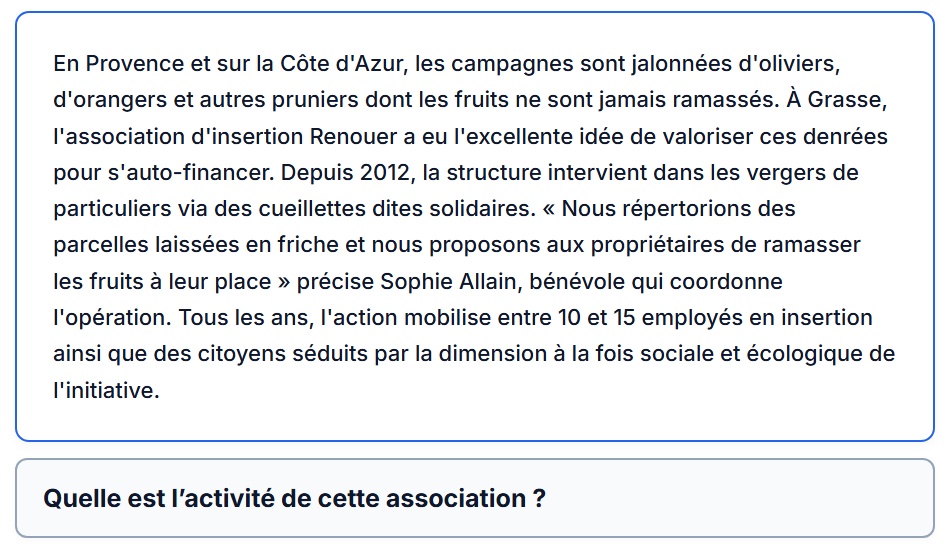 En Provence et sur la Côte d'Azur, les campagnes sont jalonnées d'oliviers,
d'orangers et autres pruniers dont les fruits ne sont jamais ramassés. À Grasse,
l'association d'insertion Renouer a eu l'excellente idée de valoriser ces denrées
pour s'auto-financer. Depuis 2012, la structure intervient dans les vergers de
particuliers via des cueillettes dites solidaires. « Nous répertorions des
parcelles laissées en friche et nous proposons aux propriétaires de ramasser
les fruits à leur place » précise Sophie Allain, bénévole qui coordonne
l'opération. Tous les ans, l'action mobilise entre 10 et 15 employés en insertion
ainsi que des citoyens séduits par la dimension à la fois sociale et écologique de
l'initiative.
Quelle est l’activité de cette association ?